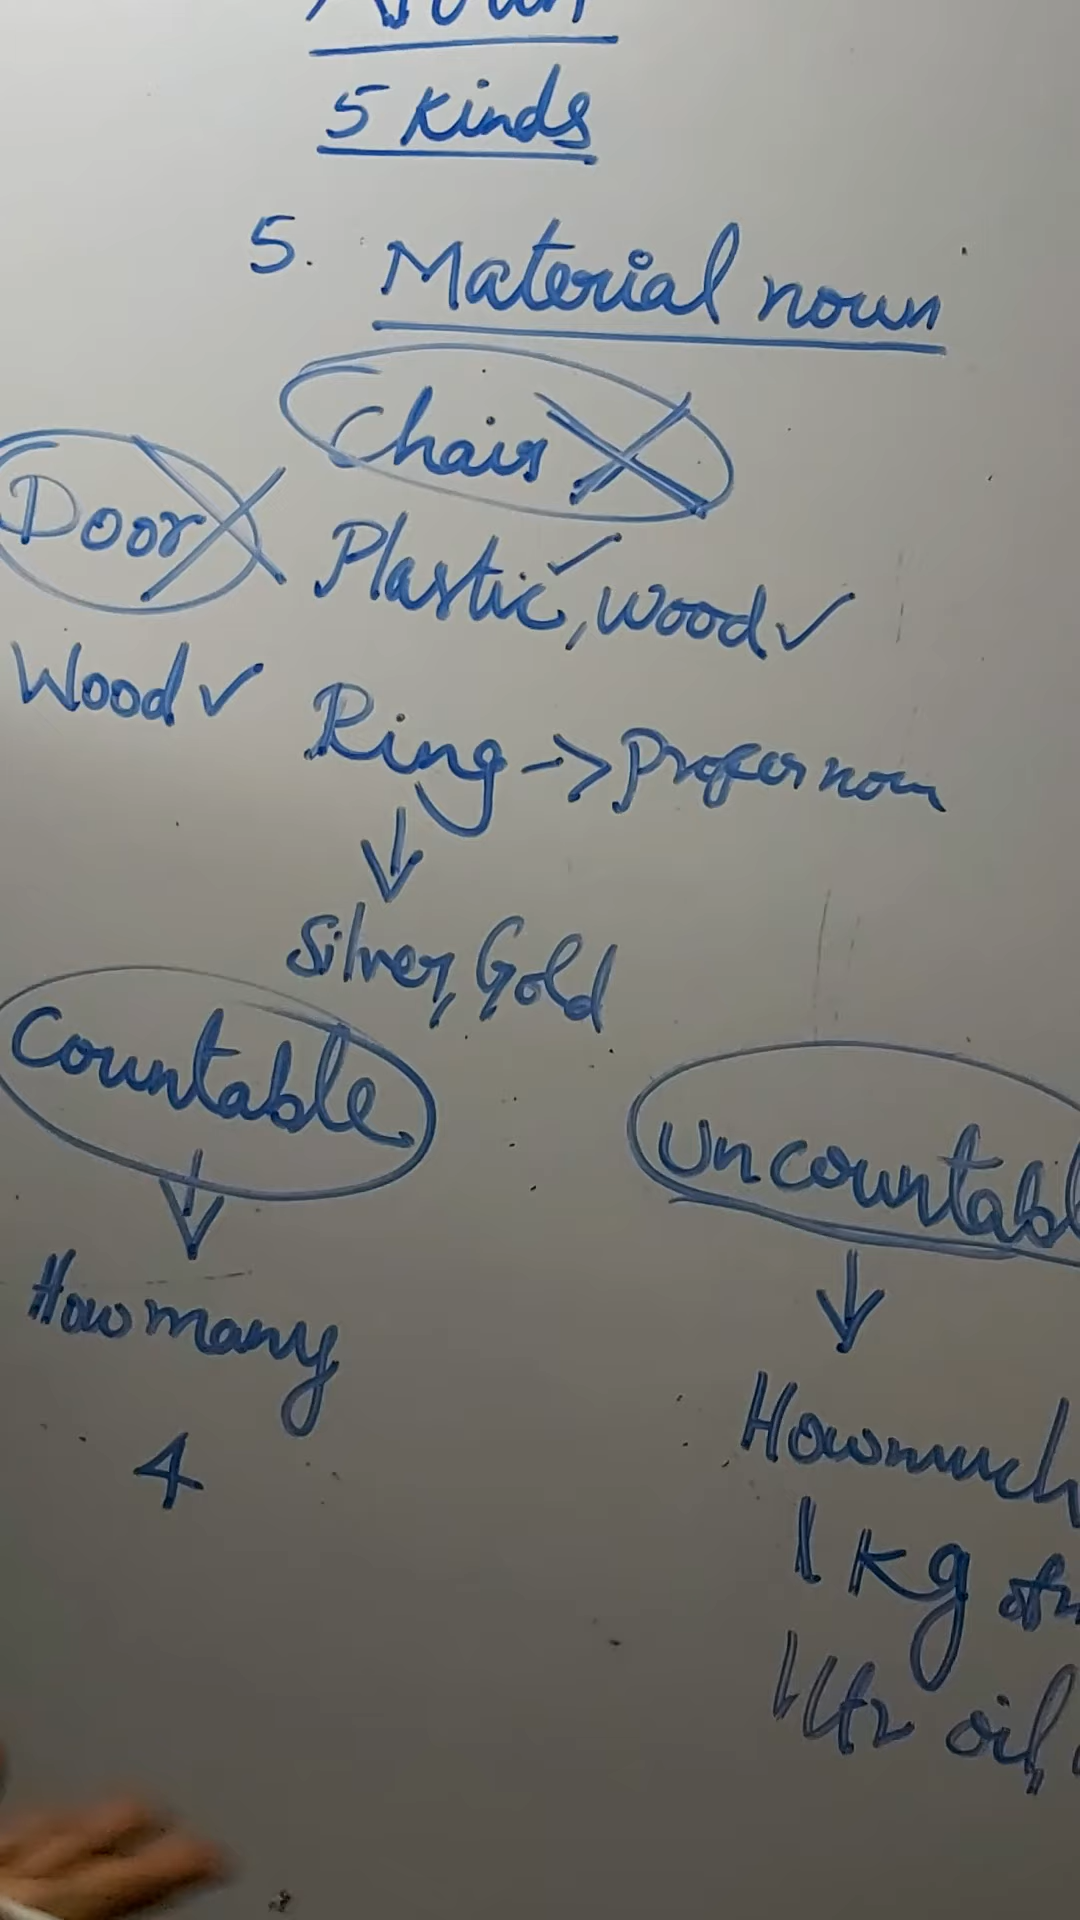 Noun
5 Kinds
5. Material noun
Chair
Door
Plastic, wood
Wood
Ring -> Proper noun
Silver, Gold
Countable
Uncountabl
How many
4
How much
1 Kg
1 ltr oil,